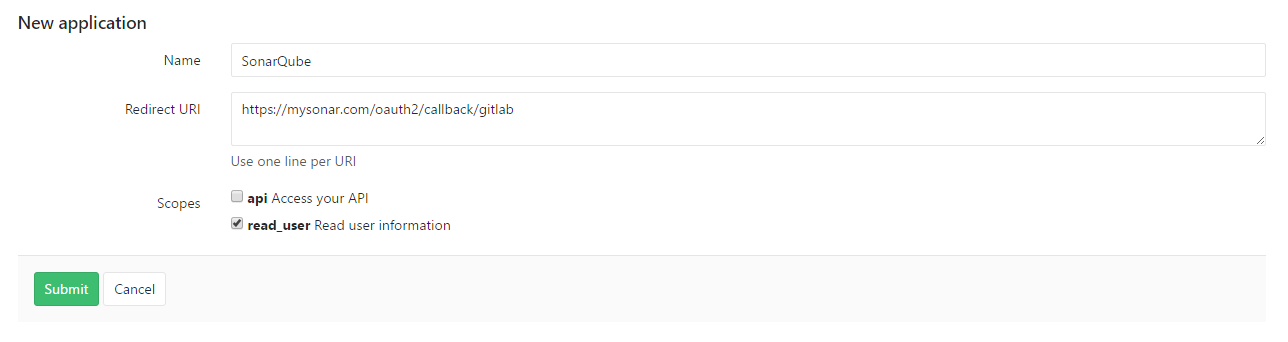 New application
Name
SonarQube
Redirect URI
https://mysonar.com/oauth2/callback/gitlab
Use one line per URI
Scopes
api Access your API
read_user Read user information
Submit
Cancel